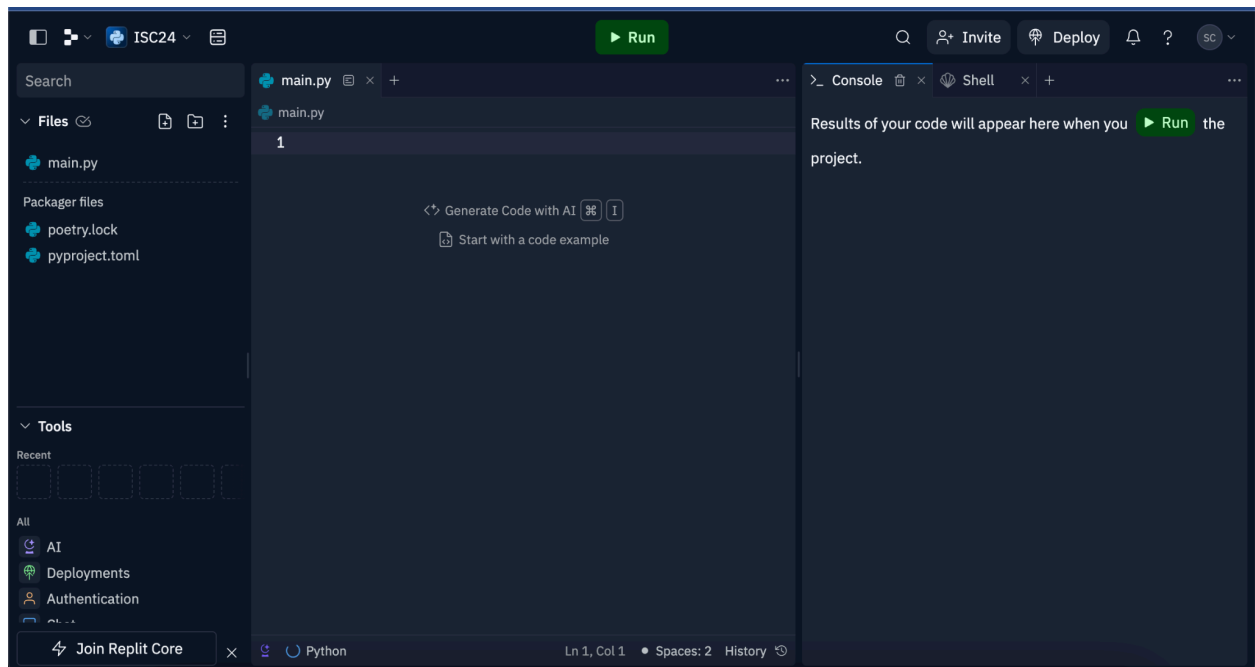 ISC24
Run
Invite
Deploy
?
SC
Search
Files
main.py
Packager files
poetry.lock
pyproject.toml
Tools
Recent
All
AI
Deployments
Authentication
Join Replit Core
main.py
main.py
1
Generate Code with AI ⌘ I
Start with a code example
Python
Ln 1, Col 1 Spaces: 2 History
>_ Console
Shell
Results of your code will appear here when you Run the
project.